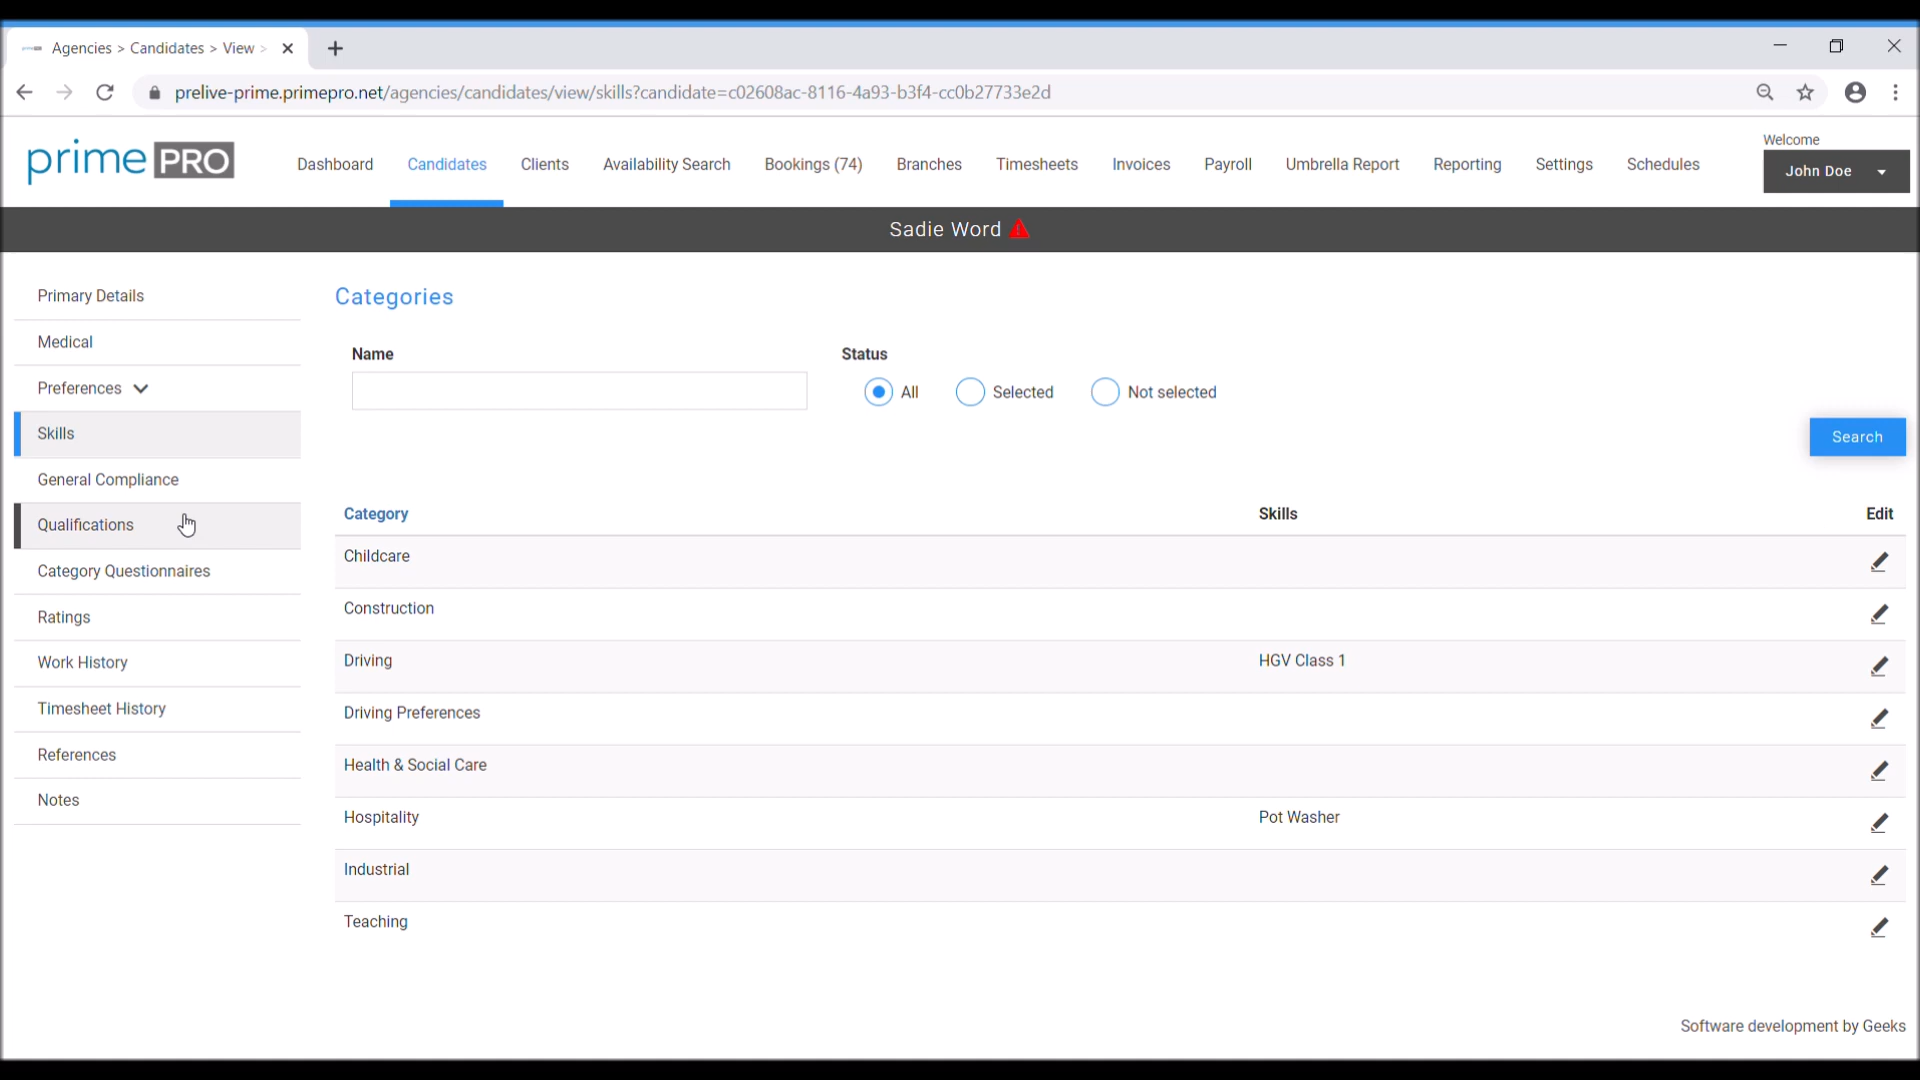 Agencies > Candidates > View >
prelive-prime.primepro.net/agencies/candidates/view/skills?candidate=c02608ac-8116-4a93-b3f4-cc0b27733e2d
prime PRO
Dashboard Candidates Clients Availability Search Bookings (74) Branches Timesheets Invoices Payroll Umbrella Report Reporting Settings Schedules
Welcome
John Doe
Sadie Word
Primary Details
Medical
Preferences
Skills
General Compliance
Qualifications
Category Questionnaires
Ratings
Work History
Timesheet History
References
Notes
Categories
Name
Status
All Selected Not selected
Search
Category Skills Edit
Childcare
Construction
Driving HGV Class 1
Driving Preferences
Health & Social Care
Hospitality Pot Washer
Industrial
Teaching
Software development by Geeks